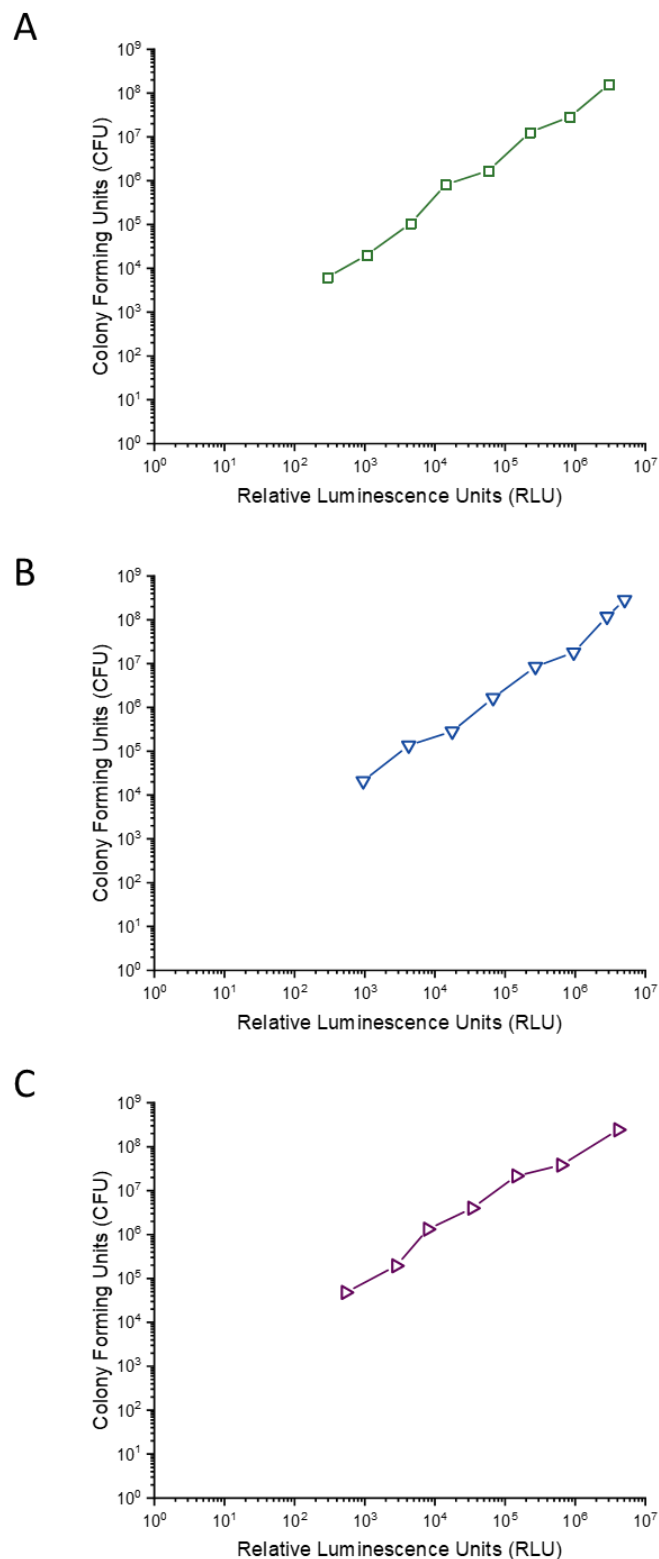 A
10⁹
10⁸
10⁷
10⁶
10⁵
10⁴
10³
10²
10¹
10⁰
Colony Forming Units (CFU)
10⁰ 10¹ 10² 10³ 10⁴ 10⁵ 10⁶ 10⁷
Relative Luminescence Units (RLU)
B
10⁹
10⁸
10⁷
10⁶
10⁵
10⁴
10³
10²
10¹
10⁰
Colony Forming Units (CFU)
10⁰ 10¹ 10² 10³ 10⁴ 10⁵ 10⁶ 10⁷
Relative Luminescence Units (RLU)
C
10⁹
10⁸
10⁷
10⁶
10⁵
10⁴
10³
10²
10¹
10⁰
Colony Forming Units (CFU)
10⁰ 10¹ 10² 10³ 10⁴ 10⁵ 10⁶ 10⁷
Relative Luminescence Units (RLU)